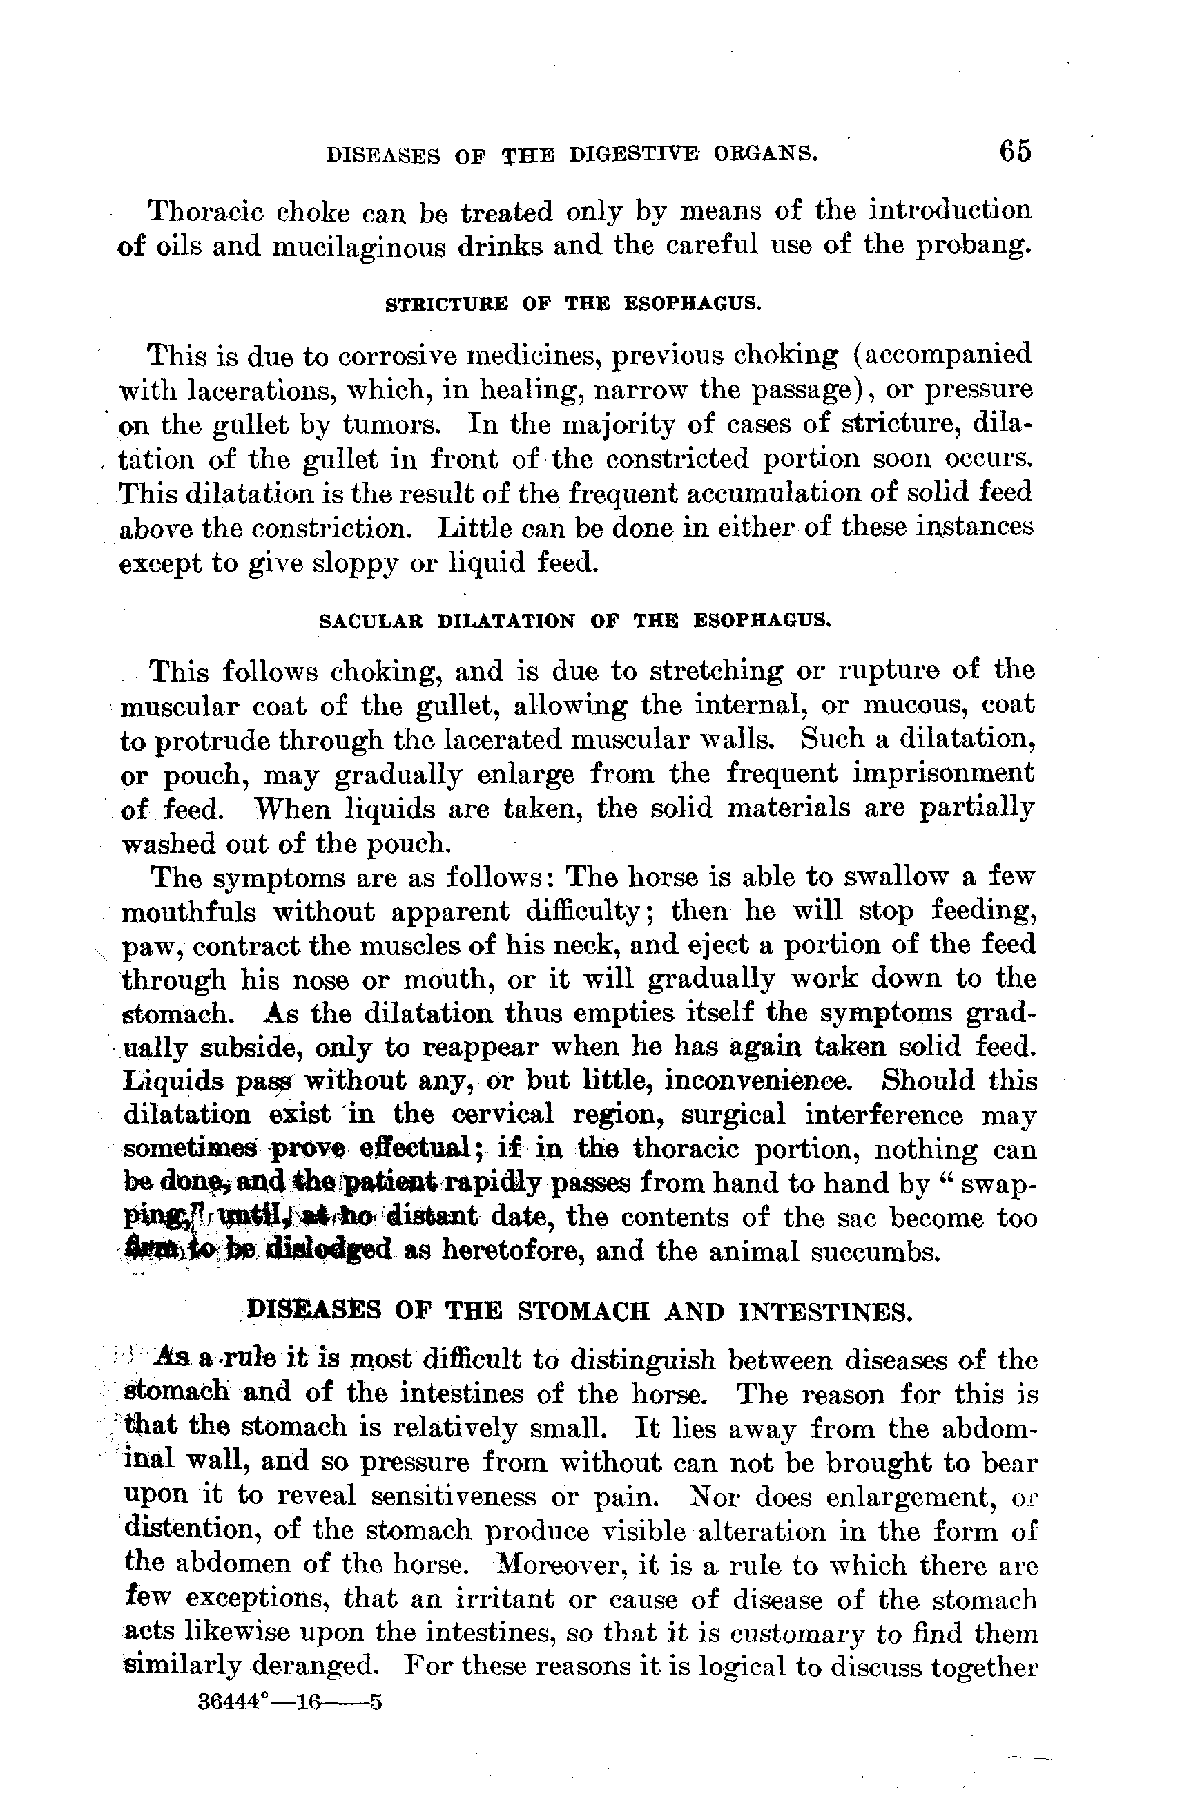 DISEASES OF THE DIGESTIVE ORGANS. 65
Thoracic choke can be treated only by means of the introduction
of oils and mucilaginous drinks and the careful use of the probang.
STRICTURE OF THE ESOPHAGUS.
This is due to corrosive medicines, previous choking (accompanied
with lacerations, which, in healing, narrow the passage), or pressure
on the gullet by tumors. In the majority of cases of stricture, dila-
tation of the gullet in front of the constricted portion soon occurs.
This dilatation is the result of the frequent accumulation of solid feed
above the constriction. Little can be done in either of these instances
except to give sloppy or liquid feed.
SACULAR DILATATION OF THE ESOPHAGUS.
This follows choking, and is due to stretching or rupture of the
muscular coat of the gullet, allowing the internal, or mucous, coat
to protrude through the lacerated muscular walls. Such a dilatation,
or pouch, may gradually enlarge from the frequent imprisonment
of feed. When liquids are taken, the solid materials are partially
washed out of the pouch.
The symptoms are as follows: The horse is able to swallow a few
mouthfuls without apparent difficulty; then he will stop feeding,
paw, contract the muscles of his neck, and eject a portion of the feed
through his nose or mouth, or it will gradually work down to the
stomach. As the dilatation thus empties itself the symptoms grad-
ually subside, only to reappear when he has again taken solid feed.
Liquids pass without any, or but little, inconvenience. Should this
dilatation exist in the cervical region, surgical interference may
sometimes prove effectual; if in the thoracic portion, nothing can
be done, and the patient rapidly passes from hand to hand by "swap-
ping," until, at no distant date, the contents of the sac become too
firm to be dislodged as heretofore, and the animal succumbs.
DISEASES OF THE STOMACH AND INTESTINES.
As a rule it is most difficult to distinguish between diseases of the
stomach and of the intestines of the horse. The reason for this is
that the stomach is relatively small. It lies away from the abdom-
inal wall, and so pressure from without can not be brought to bear
upon it to reveal sensitiveness or pain. Nor does enlargement, or
distention, of the stomach produce visible alteration in the form of
the abdomen of the horse. Moreover, it is a rule to which there are
few exceptions, that an irritant or cause of disease of the stomach
acts likewise upon the intestines, so that it is customary to find them
similarly deranged. For these reasons it is logical to discuss together
36444°—16——5